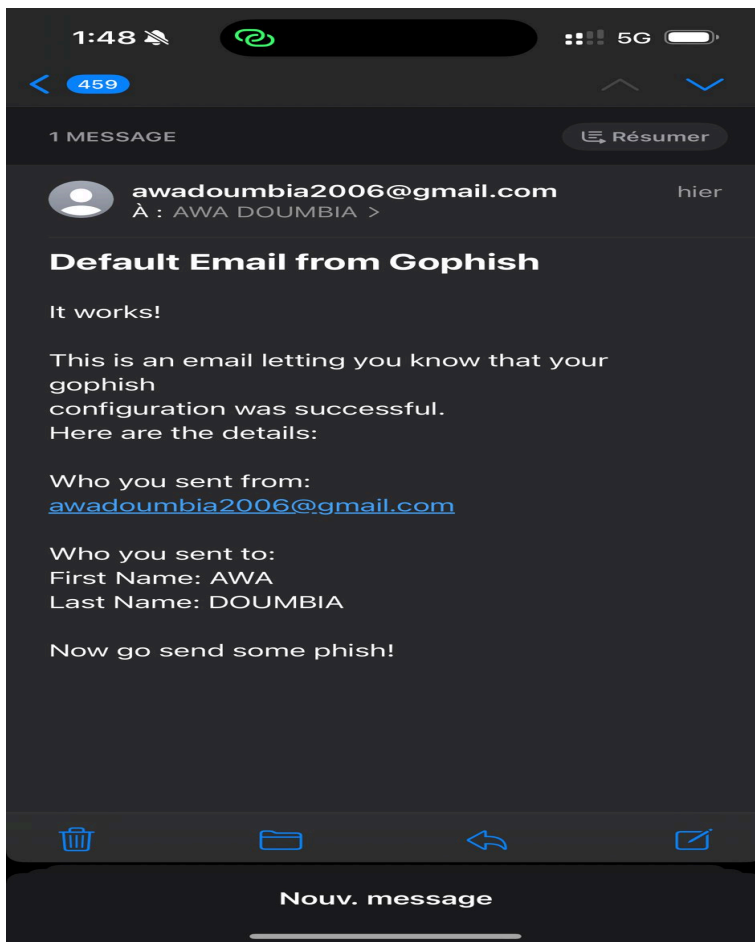 1:48
5G
459
1 MESSAGE
Résumer
awadoumbia2006@gmail.com
hier
À : AWA DOUMBIA >
Default Email from Gophish
It works!
This is an email letting you know that your
gophish
configuration was successful.
Here are the details:
Who you sent from:
awadoumbia2006@gmail.com
Who you sent to:
First Name: AWA
Last Name: DOUMBIA
Now go send some phish!
Nouv. message